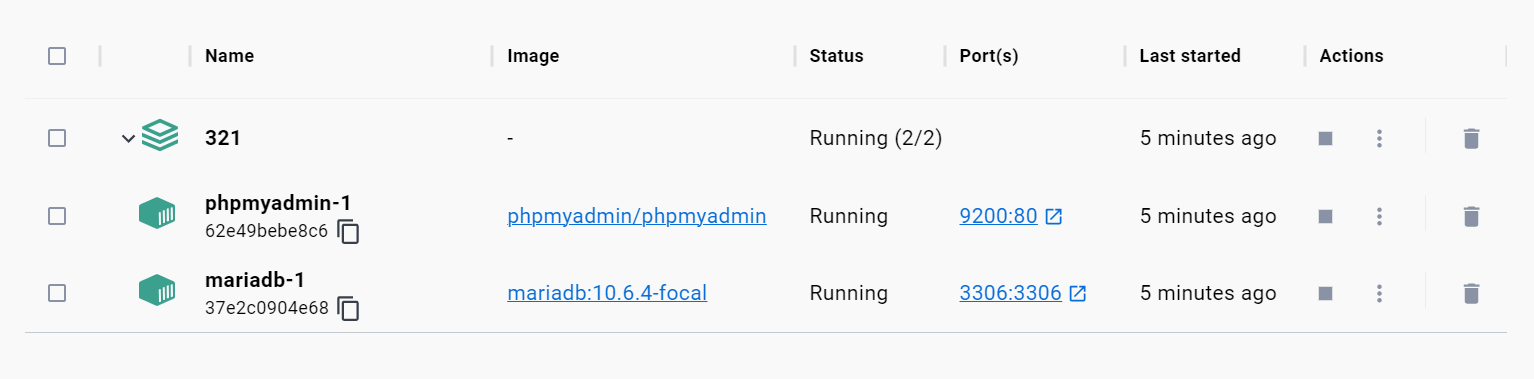 Name Image Status Port(s) Last started Actions
321 - Running (2/2) 5 minutes ago
phpmyadmin-1
62e49bebe8c6
phpmyadmin/phpmyadmin Running 9200:80 5 minutes ago
mariadb-1
37e2c0904e68
mariadb:10.6.4-focal Running 3306:3306 5 minutes ago